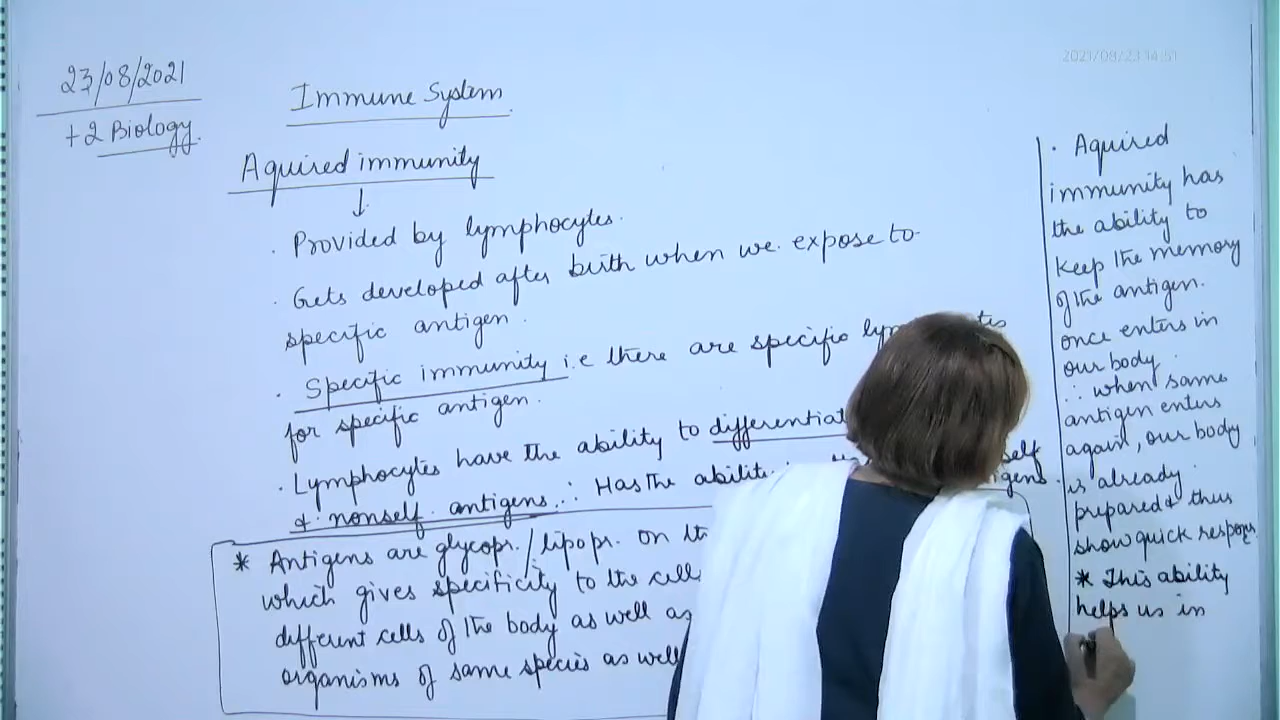 23/08/2021
+2 Biology.
2021/08/23 14:51
Immune System
Aquired immunity
↓
· Provided by lymphocytes.
· Gets developed after birth when we expose to
specific antigen.
· Specific immunity i.e there are specific
for specific antigen.
· Lymphocytes have the ability to
& nonself antigens. ∴ Has the
* Antigens are glycopr./lipopr. on
which gives specificity to the
different cells of the body as well as
organisms of same species as well
· Aquired
immunity has
the ability to
keep the memory
of the antigen.
once enters in
our body.
∴ when same
antigen enters
again, our body
is already
prepared & thus
show quick
* This ability
helps us in